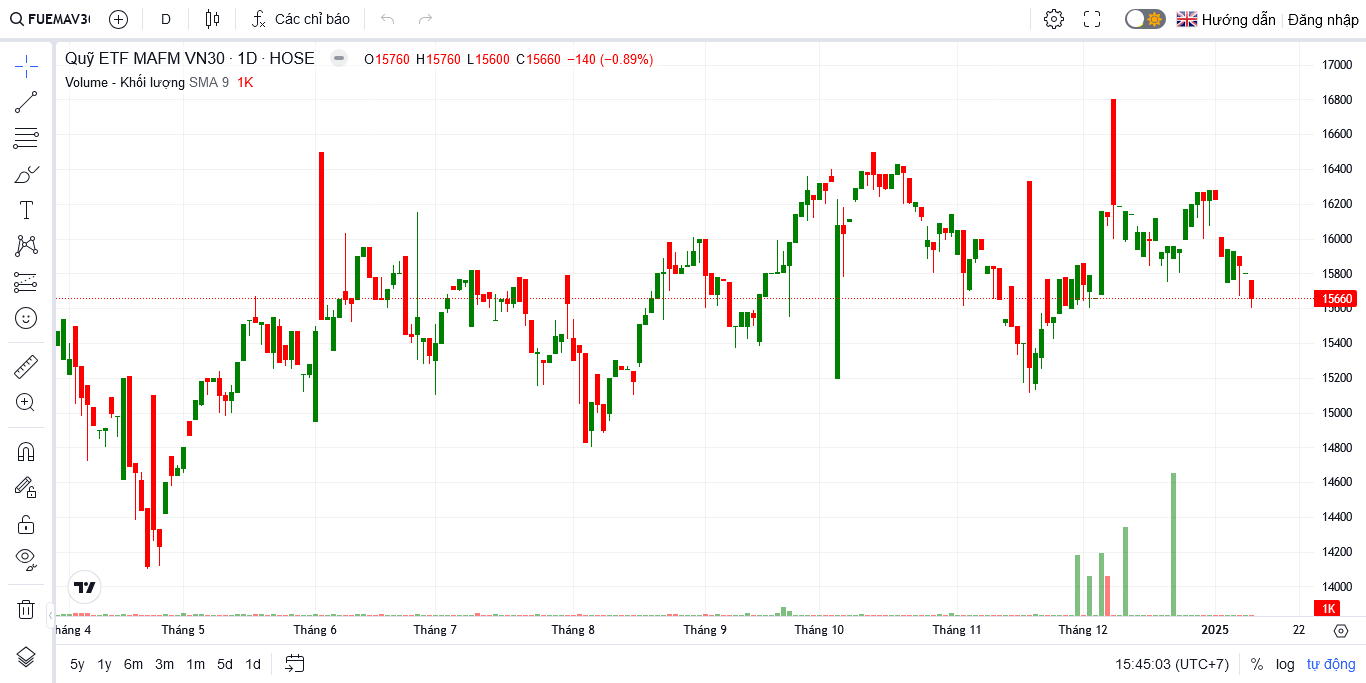 FUEMAV30 D Các chỉ báo Hướng dẫn Đăng nhập
Quỹ ETF MAFM VN30 · 1D · HOSE O15760 H15760 L15600 C15660 −140 (−0.89%)
Volume - Khối lượng SMA 9 1K
17000
16800
16600
16400
16200
16000
15800
15660
15600
15400
15200
15000
14800
14600
14400
14200
14000
1K
háng 4 Tháng 5 Tháng 6 Tháng 7 Tháng 8 Tháng 9 Tháng 10 Tháng 11 Tháng 12 2025 22
5y 1y 6m 3m 1m 5d 1d 15:45:03 (UTC+7) % log tự động